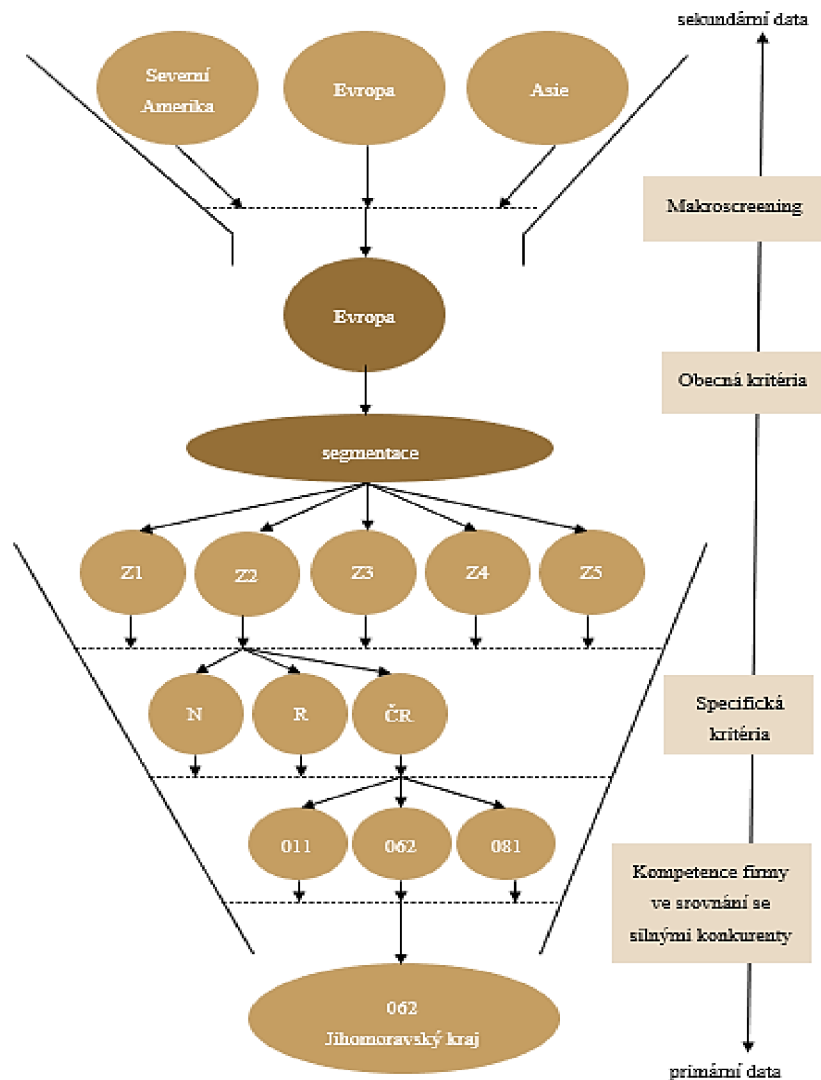 sekundární data
Severní
Amerika
Evropa
Asie
Makroscreening
Evropa
Obecná kritéria
segmentace
Z1
Z2
Z3
Z4
Z5
N
R
ČR
Specifická
kritéria
011
062
081
Kompetence firmy
ve srovnání se
silnými konkurenty
062
Jihomoravský kraj
primární data